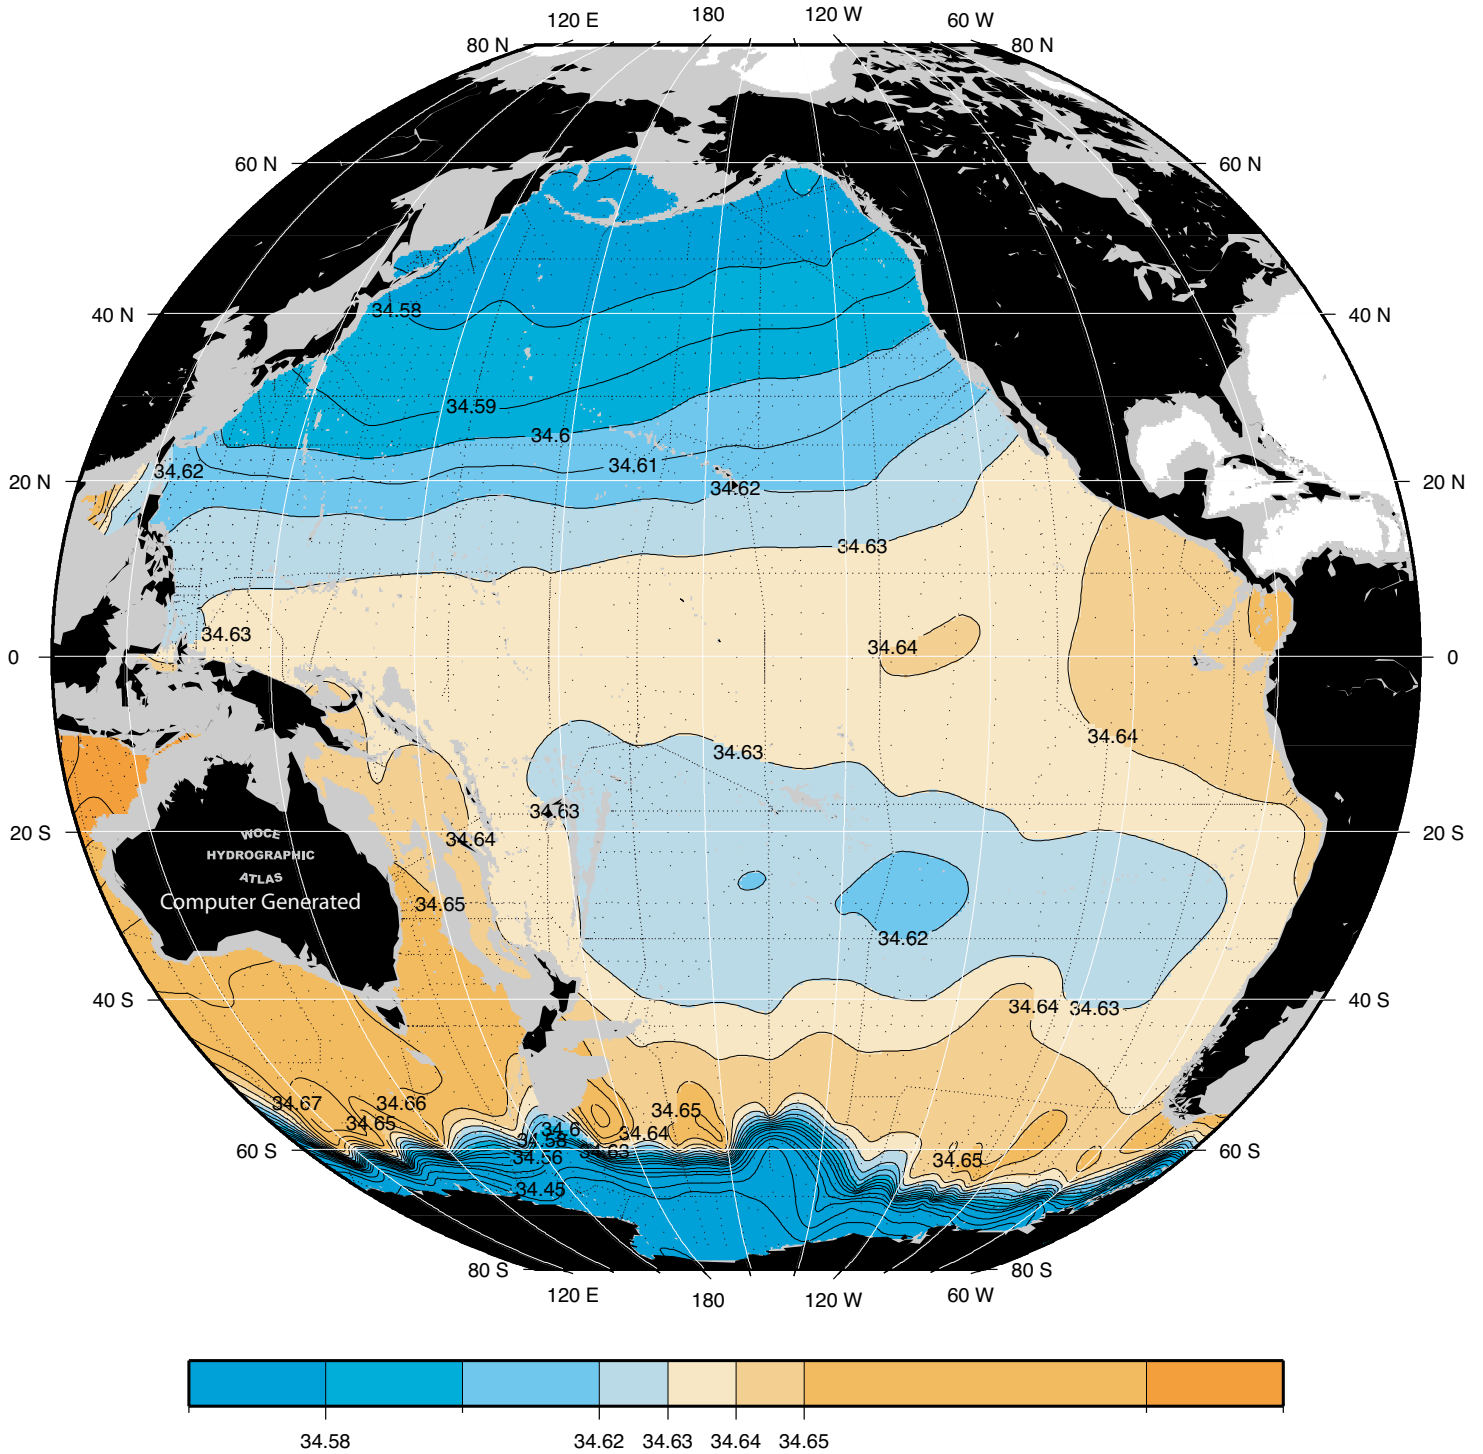 120 E 180 120 W 60 W
80 N 80 N
60 N 60 N
34.58
40 N 40 N
34.59
34.6
34.62 34.61
20 N 34.62 20 N
34.63
34.63 34.64
0 0
34.63 34.64
34.63
20 S 34.64 20 S
WOCE
HYDROGRAPHIC
ATLAS
Computer Generated
34.65
34.62
40 S 34.64 34.63 40 S
34.67 34.66 34.65
34.65 34.6 34.64
34.58 34.63
60 S 34.56 34.65 60 S
34.45
80 S 80 S
120 E 180 120 W 60 W
34.58 34.62 34.63 34.64 34.65